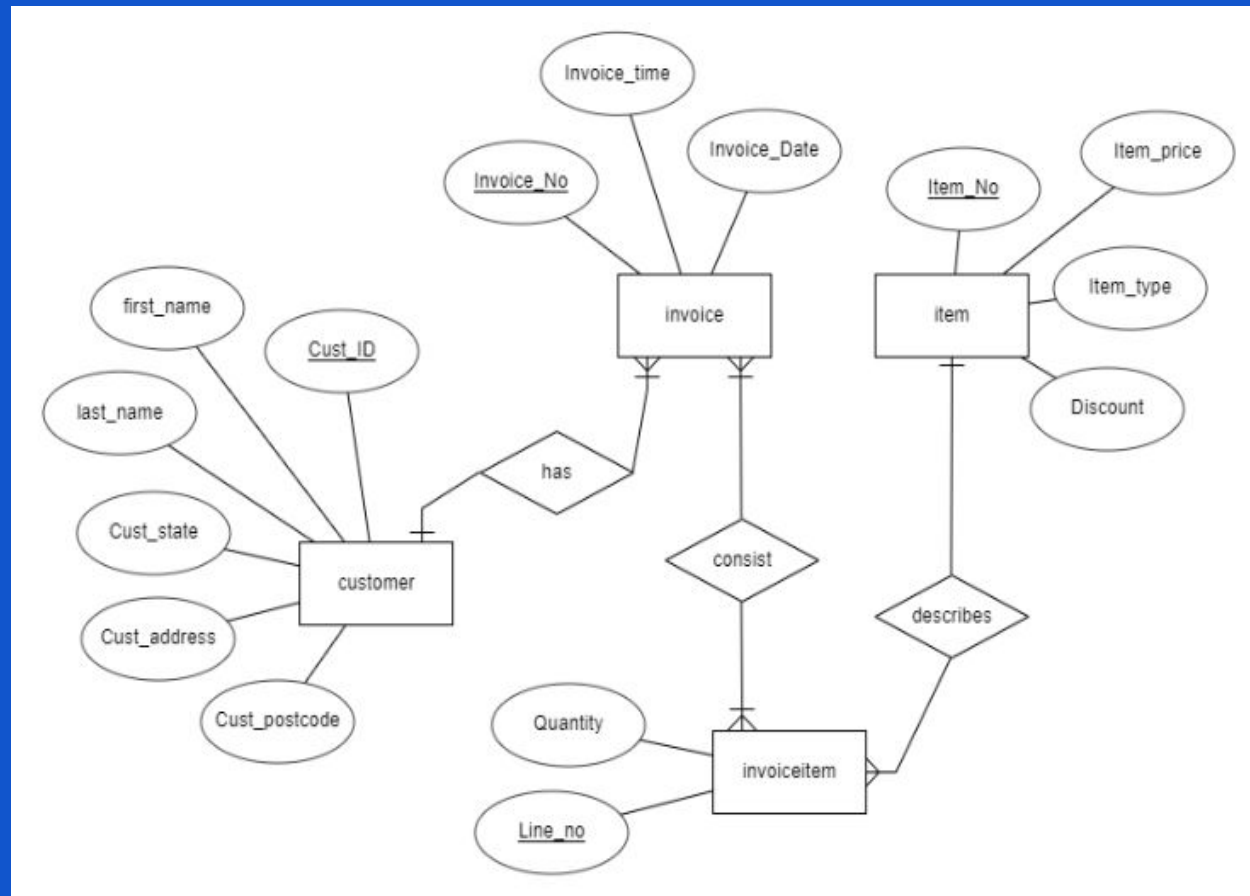 Invoice_time
Invoice_Date
Item_price
Invoice_No
Item_No
Item_type
first_name
invoice
item
Cust_ID
last_name
Discount
has
Cust_state
consist
customer
describes
Cust_address
Cust_postcode
Quantity
invoiceitem
Line_no